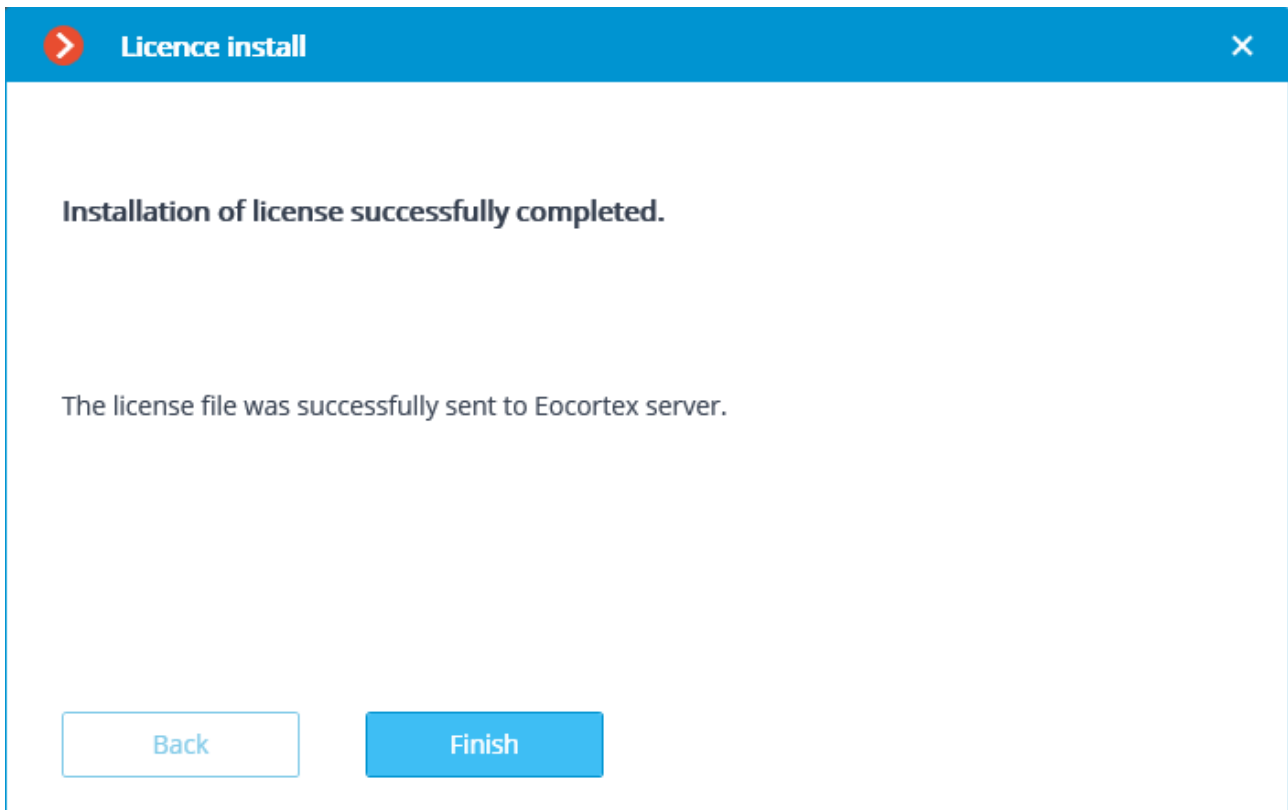 Licence install
Installation of license successfully completed.
The license file was successfully sent to Eocortex server.
Back
Finish